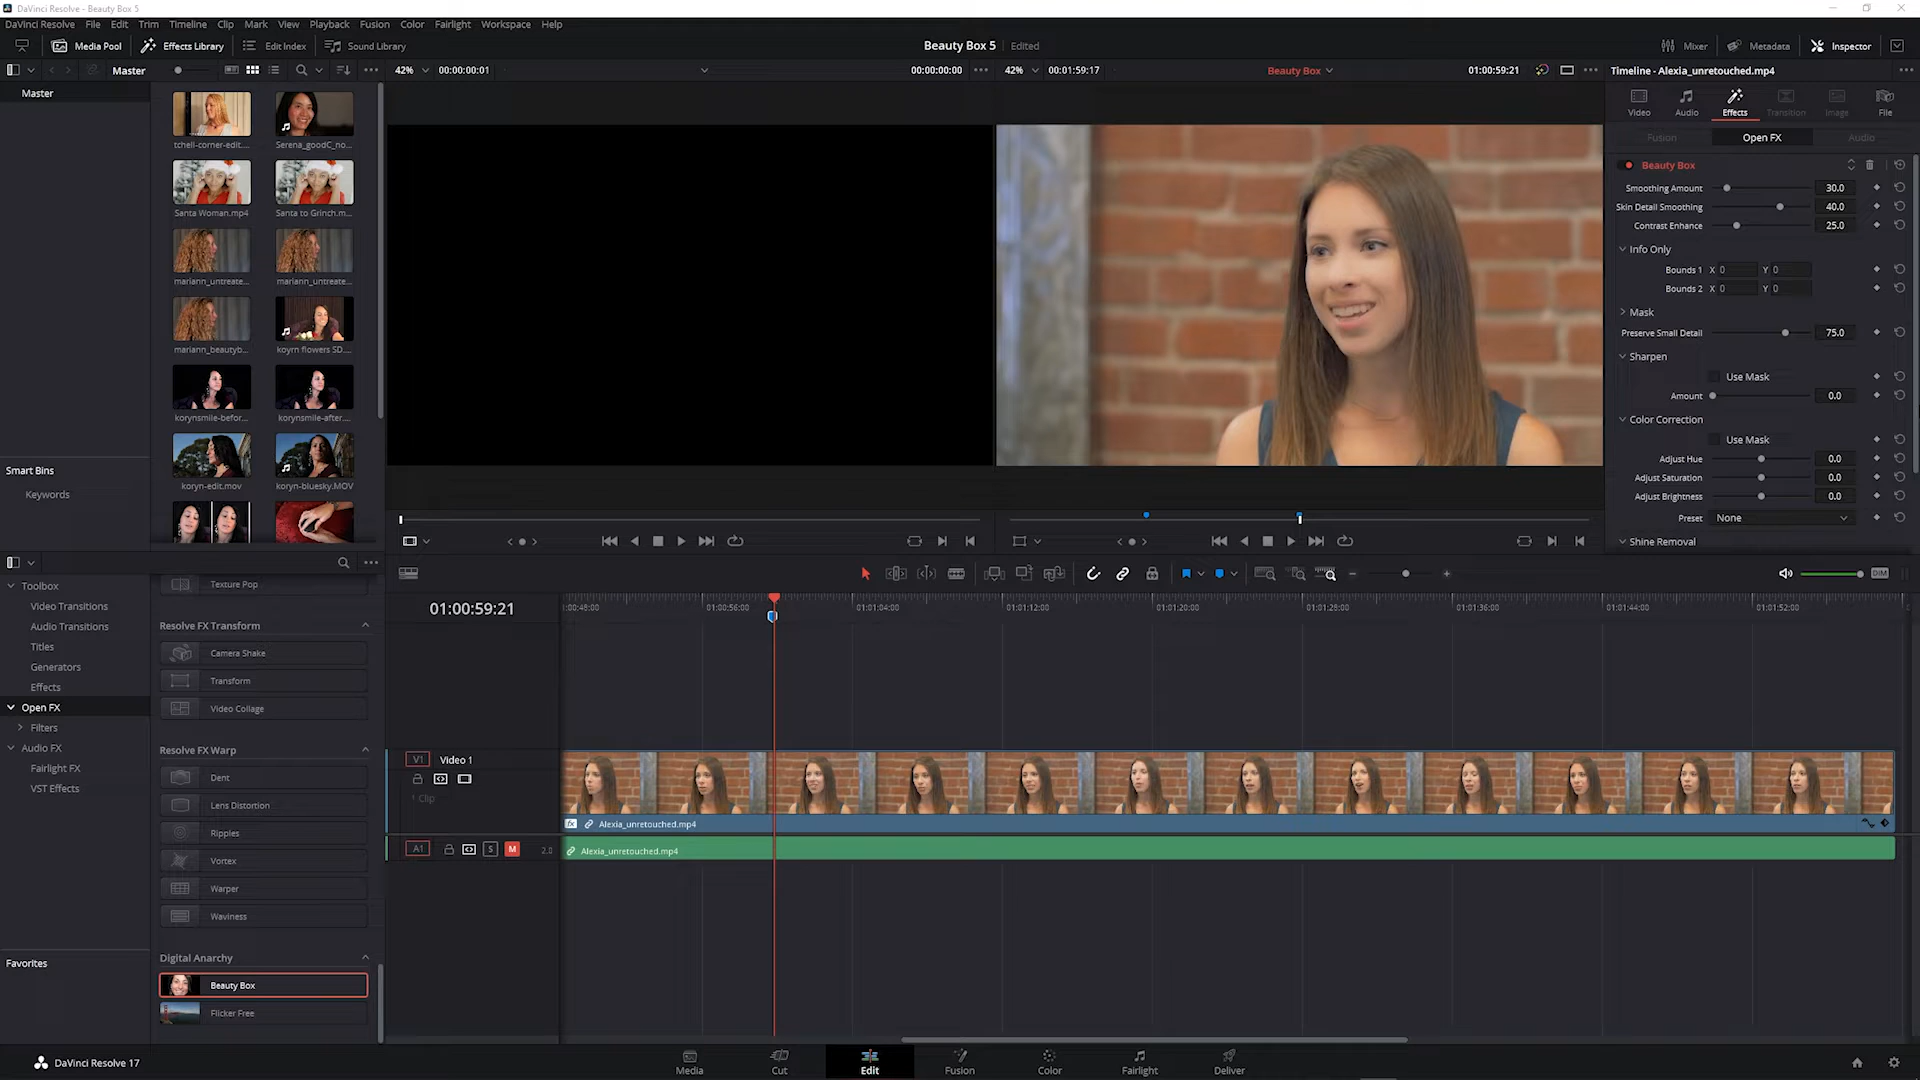 DaVinci Resolve - Beauty Box 5
DaVinci Resolve File Edit Trim Timeline Clip Mark View Playback Fusion Color Fairlight Workspace Help
Media Pool Effects Library Edit Index Sound Library Beauty Box 5 Edited Mixer Metadata Inspector
Master 42% 00:00:00:01 00:00:00:00 42% 00:01:59:17 Beauty Box 01:00:59:21 Timeline - Alexia_unretouched.mp4
Master
Video Audio Effects Transition Image File
Fusion Open FX Audio
tchell-corner-edit.... Serena_goodC_no...
Beauty Box
Smoothing Amount 30.0
Skin Detail Smoothing 40.0
Santa Woman.mp4 Santa to Grinch.m...
Contrast Enhance 25.0
Info Only
Bounds 1 X 0 Y 0
mariann_untreate... mariann_untreate...
Bounds 2 X 0 Y 0
Mask
Preserve Small Detail 75.0
mariann_beautyb... koyrn flowers SD....
Sharpen
Use Mask
Amount 0.0
korynsmile-befor... korynsmile-after....
Color Correction
Use Mask
Adjust Hue 0.0
Smart Bins
Adjust Saturation 0.0
koryn-edit.mov koryn-bluesky.MOV
Keywords
Adjust Brightness 0.0
Preset None
Shine Removal
Toolbox
Texture Pop
DIM
Video Transitions
Audio Transitions
Titles
Generators
Effects
Open FX
Filters
Audio FX
Fairlight FX
VST Effects
Favorites
Resolve FX Transform
Camera Shake
Transform
Video Collage
Resolve FX Warp
Dent
Lens Distortion
Ripples
Vortex
Warper
Waviness
Digital Anarchy
Beauty Box
Flicker Free
01:00:59:21
:00:48:00 01:00:56:00 01:01:04:00 01:01:12:00 01:01:20:00 01:01:28:00 01:01:36:00 01:01:44:00 01:01:52:00
V1 Video 1
1 Clip
Alexia_unretouched.mp4
A1 S M 2.0 Alexia_unretouched.mp4
DaVinci Resolve 17
Media Cut Edit Fusion Color Fairlight Deliver